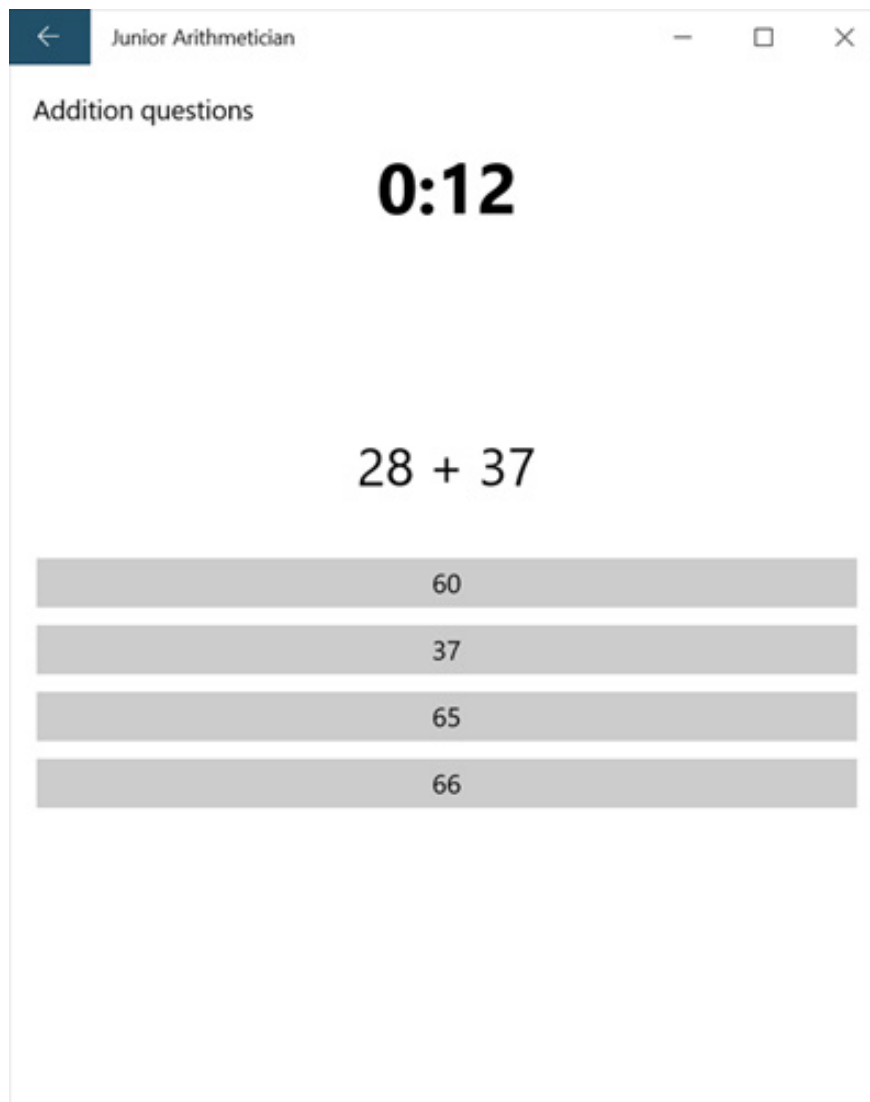 Junior Arithmetician
Addition questions
0:12
28 + 37
60
37
65
66